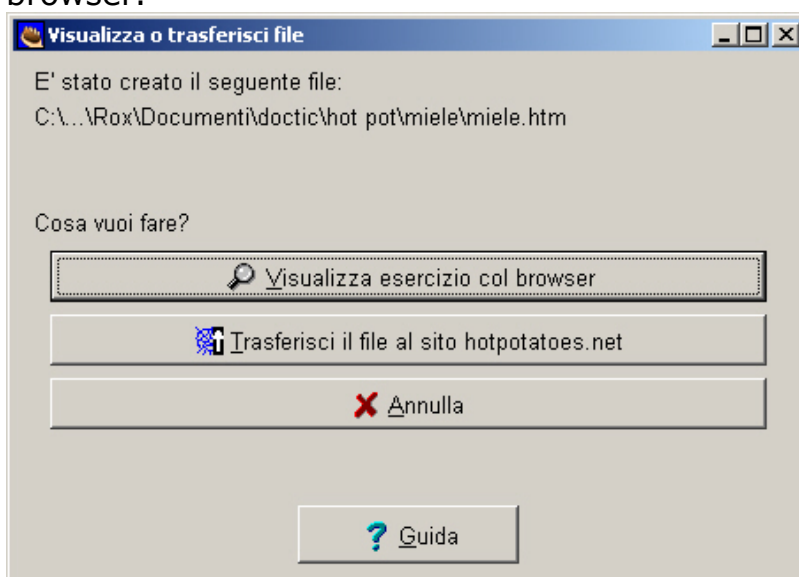 browser.
Visualizza o trasferisci file
E' stato creato il seguente file:
C:\...\Rox\Documenti\doctic\hot pot\miele\miele.htm
Cosa vuoi fare?
Visualizza esercizio col browser
Trasferisci il file al sito hotpotatoes.net
Annulla
? Guida